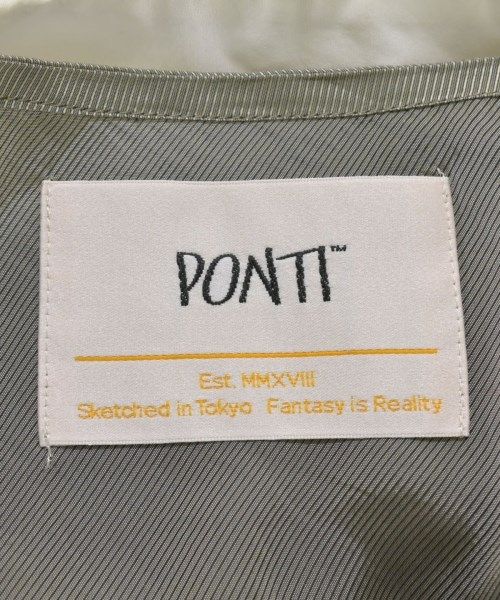 PONTI™
Est. MMXVIII
Sketched in Tokyo Fantasy is Reality